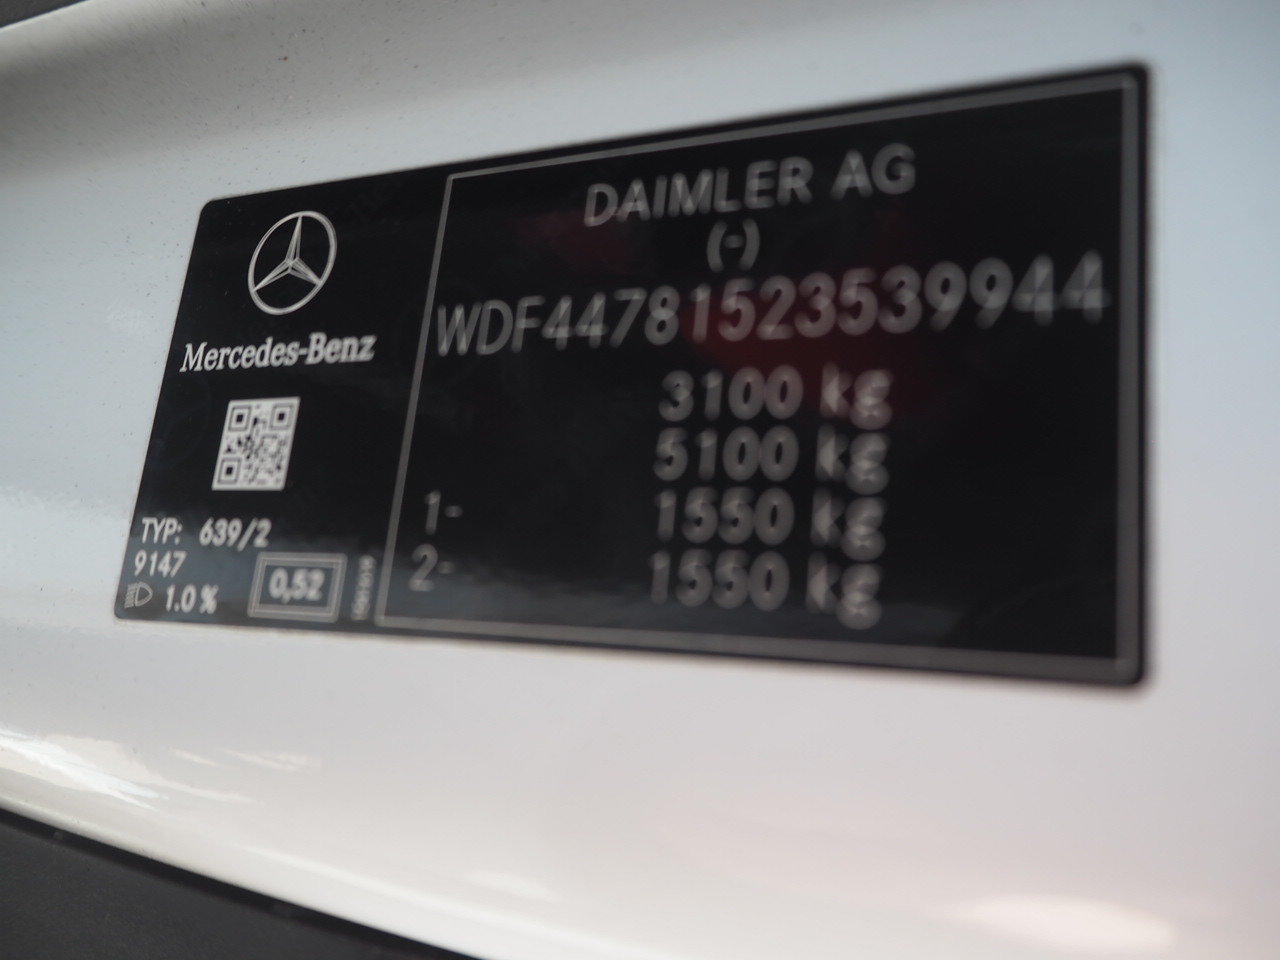 Mercedes-Benz
TYP: 639/2
9147
1.0 %
0,52
DAIMLER AG
(-)
WDF44781523539944
3100 kg
5100 kg
1- 1550 kg
2- 1550 kg